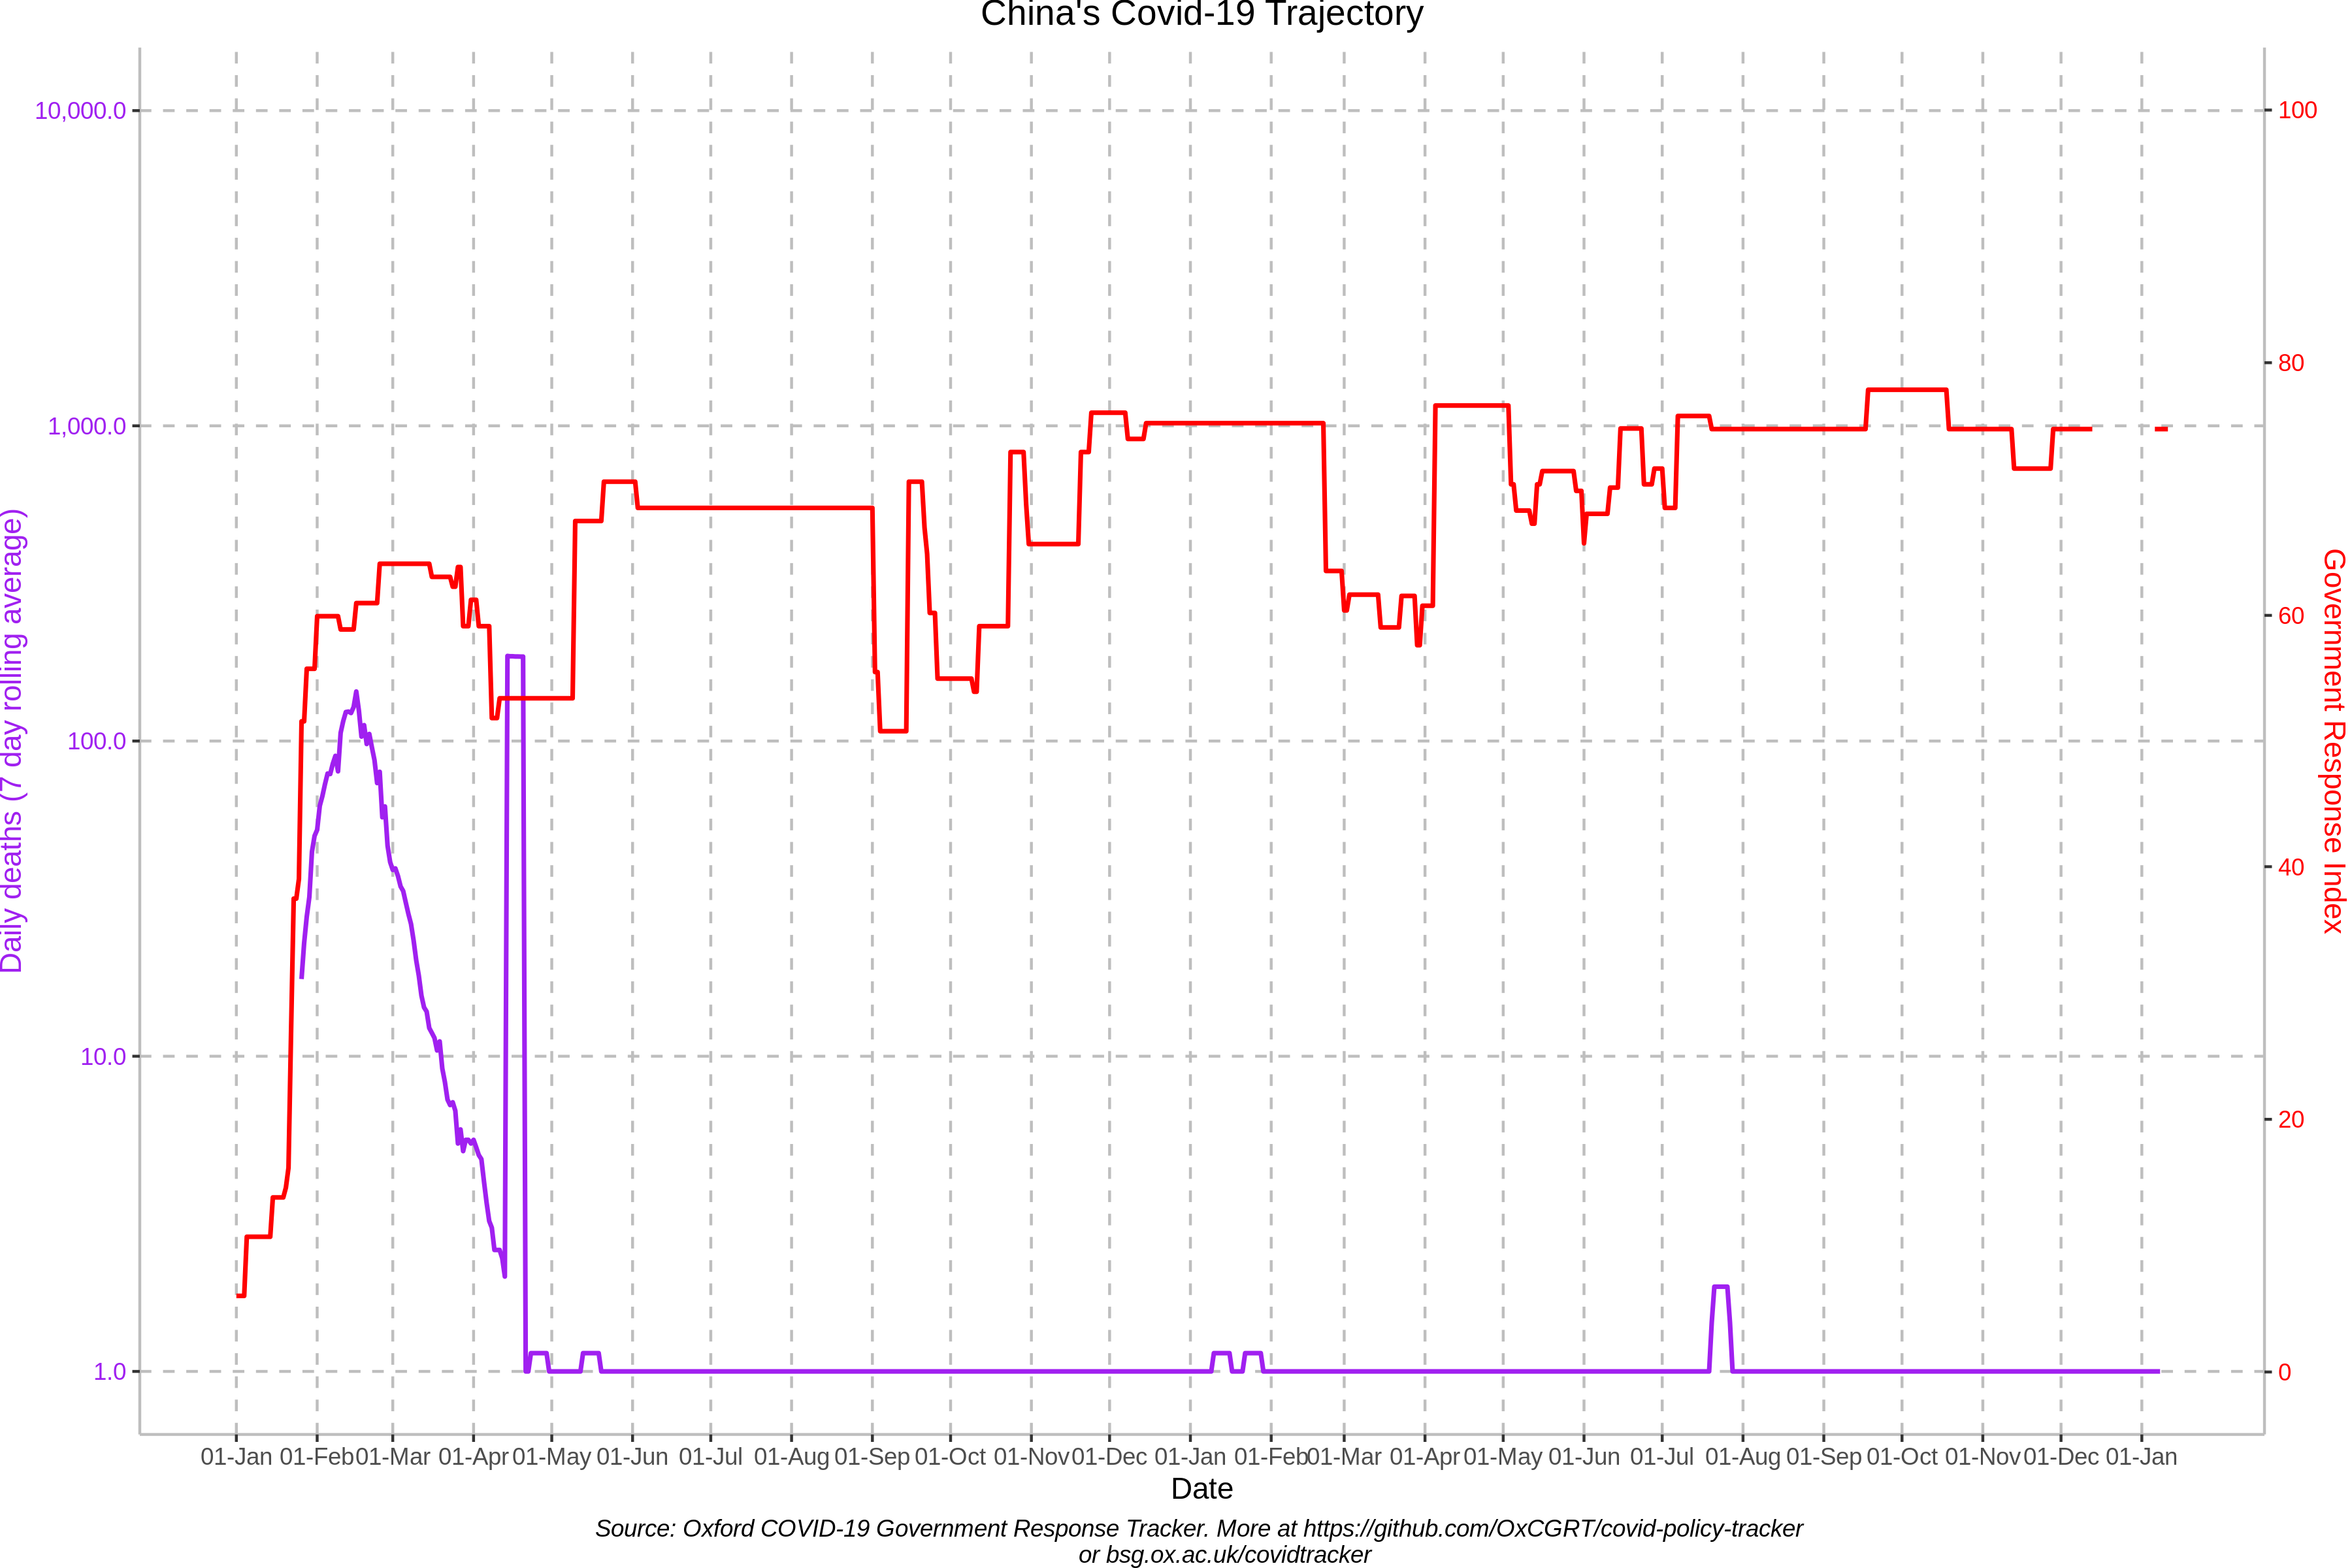 China's Covid-19 Trajectory
10,000.0
1,000.0
100.0
10.0
1.0
Daily deaths (7 day rolling average)
100
80
60
40
20
0
Government Response Index
01-Jan 01-Feb 01-Mar 01-Apr 01-May 01-Jun 01-Jul 01-Aug 01-Sep 01-Oct 01-Nov 01-Dec 01-Jan 01-Feb 01-Mar 01-Apr 01-May 01-Jun 01-Jul 01-Aug 01-Sep 01-Oct 01-Nov 01-Dec 01-Jan
Date
Source: Oxford COVID-19 Government Response Tracker. More at https://github.com/OxCGRT/covid-policy-tracker
or bsg.ox.ac.uk/covidtracker